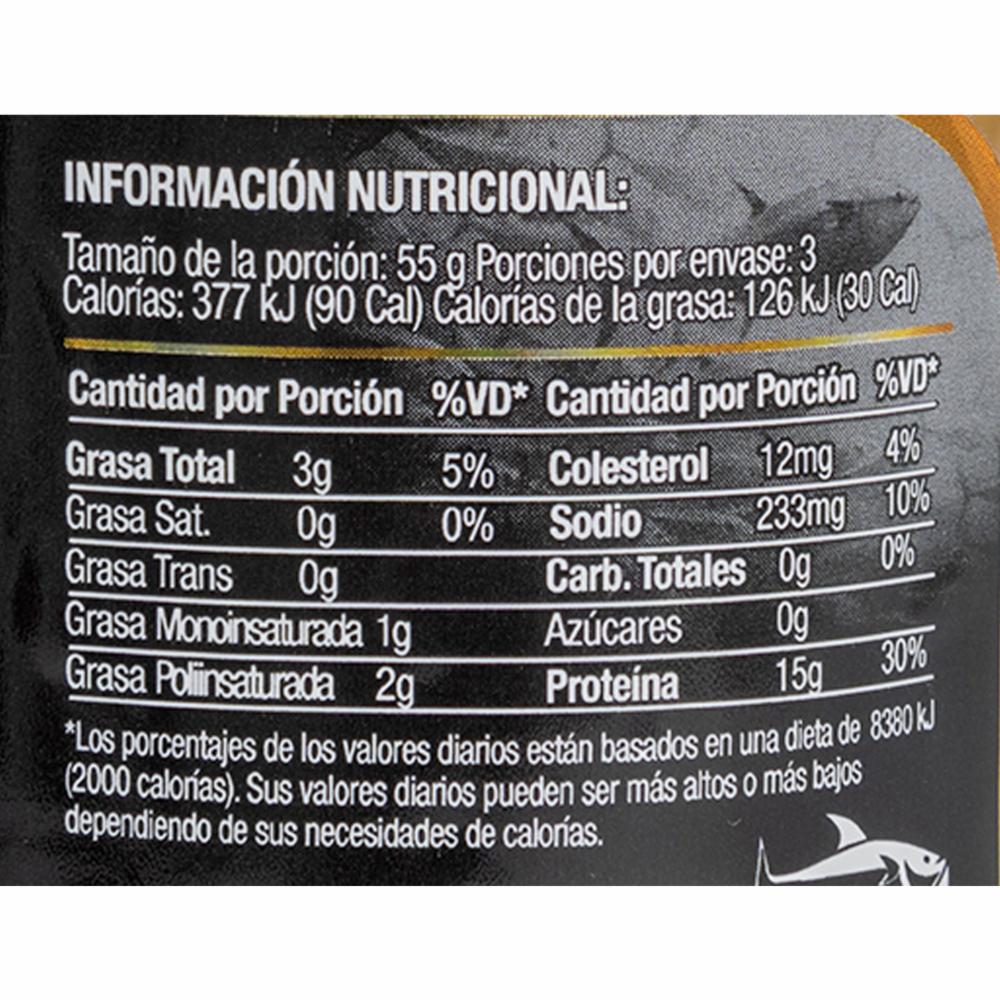 INFORMACIÓN NUTRICIONAL:
Tamaño de la porción: 55 g Porciones por envase: 3
Calorías: 377 kJ (90 Cal) Calorías de la grasa: 126 kJ (30 Cal)
Cantidad por Porción %VD* Cantidad por Porción %VD*
Grasa Total 3g 5% Colesterol 12mg 4%
Grasa Sat. 0g 0% Sodio 233mg 10%
Grasa Trans 0g Carb. Totales 0g 0%
Grasa Monoinsaturada 1g Azúcares 0g
Grasa Poliinsaturada 2g Proteína 15g 30%
*Los porcentajes de los valores diarios están basados en una dieta de 8380 kJ
(2000 calorías). Sus valores diarios pueden ser más altos o más bajos
dependiendo de sus necesidades de calorías.